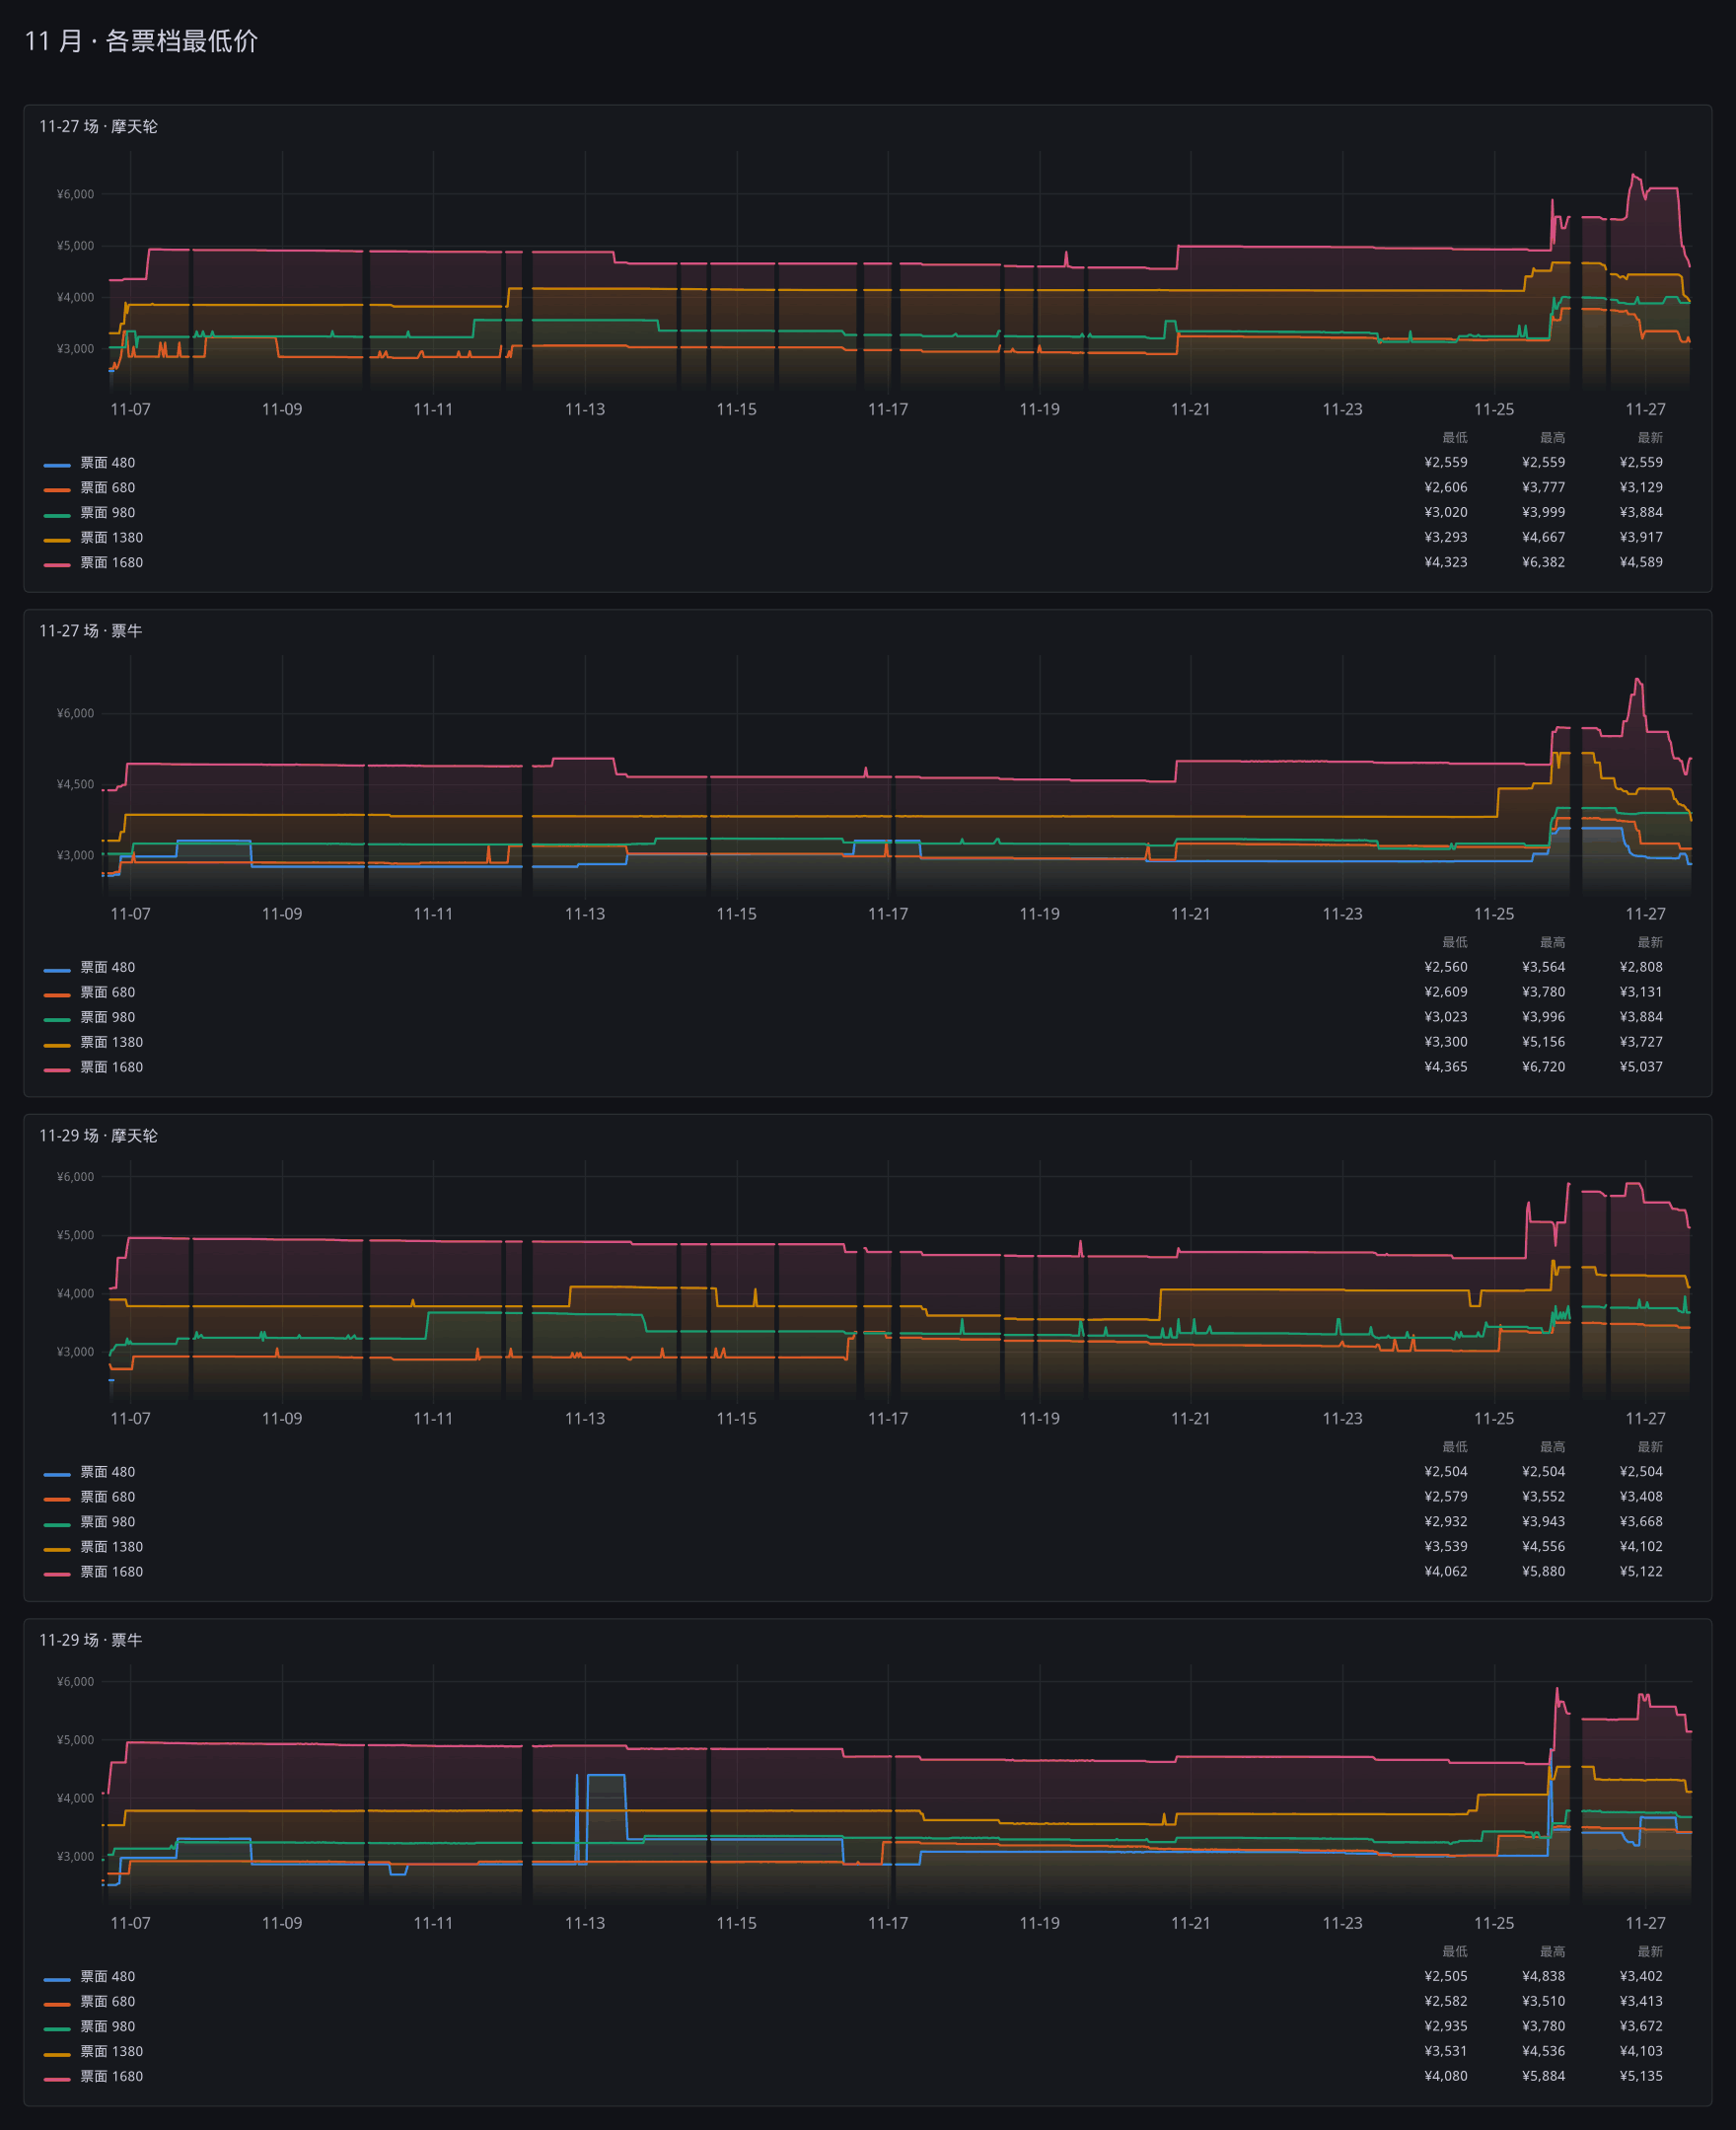 11 月 · 各票档最低价
11-27 场 · 摩天轮
¥6,000
¥5,000
¥4,000
¥3,000
11-07 11-09 11-11 11-13 11-15 11-17 11-19 11-21 11-23 11-25 11-27
最低 最高 最新
票面 480 ¥2,559 ¥2,559 ¥2,559
票面 680 ¥2,606 ¥3,777 ¥3,129
票面 980 ¥3,020 ¥3,999 ¥3,884
票面 1380 ¥3,293 ¥4,667 ¥3,917
票面 1680 ¥4,323 ¥6,382 ¥4,589
11-27 场 · 票牛
¥6,000
¥4,500
¥3,000
11-07 11-09 11-11 11-13 11-15 11-17 11-19 11-21 11-23 11-25 11-27
最低 最高 最新
票面 480 ¥2,560 ¥3,564 ¥2,808
票面 680 ¥2,609 ¥3,780 ¥3,131
票面 980 ¥3,023 ¥3,996 ¥3,884
票面 1380 ¥3,300 ¥5,156 ¥3,727
票面 1680 ¥4,365 ¥6,720 ¥5,037
11-29 场 · 摩天轮
¥6,000
¥5,000
¥4,000
¥3,000
11-07 11-09 11-11 11-13 11-15 11-17 11-19 11-21 11-23 11-25 11-27
最低 最高 最新
票面 480 ¥2,504 ¥2,504 ¥2,504
票面 680 ¥2,579 ¥3,552 ¥3,408
票面 980 ¥2,932 ¥3,943 ¥3,668
票面 1380 ¥3,539 ¥4,556 ¥4,102
票面 1680 ¥4,062 ¥5,880 ¥5,122
11-29 场 · 票牛
¥6,000
¥5,000
¥4,000
¥3,000
11-07 11-09 11-11 11-13 11-15 11-17 11-19 11-21 11-23 11-25 11-27
最低 最高 最新
票面 480 ¥2,505 ¥4,838 ¥3,402
票面 680 ¥2,582 ¥3,510 ¥3,413
票面 980 ¥2,935 ¥3,780 ¥3,672
票面 1380 ¥3,531 ¥4,536 ¥4,103
票面 1680 ¥4,080 ¥5,884 ¥5,135